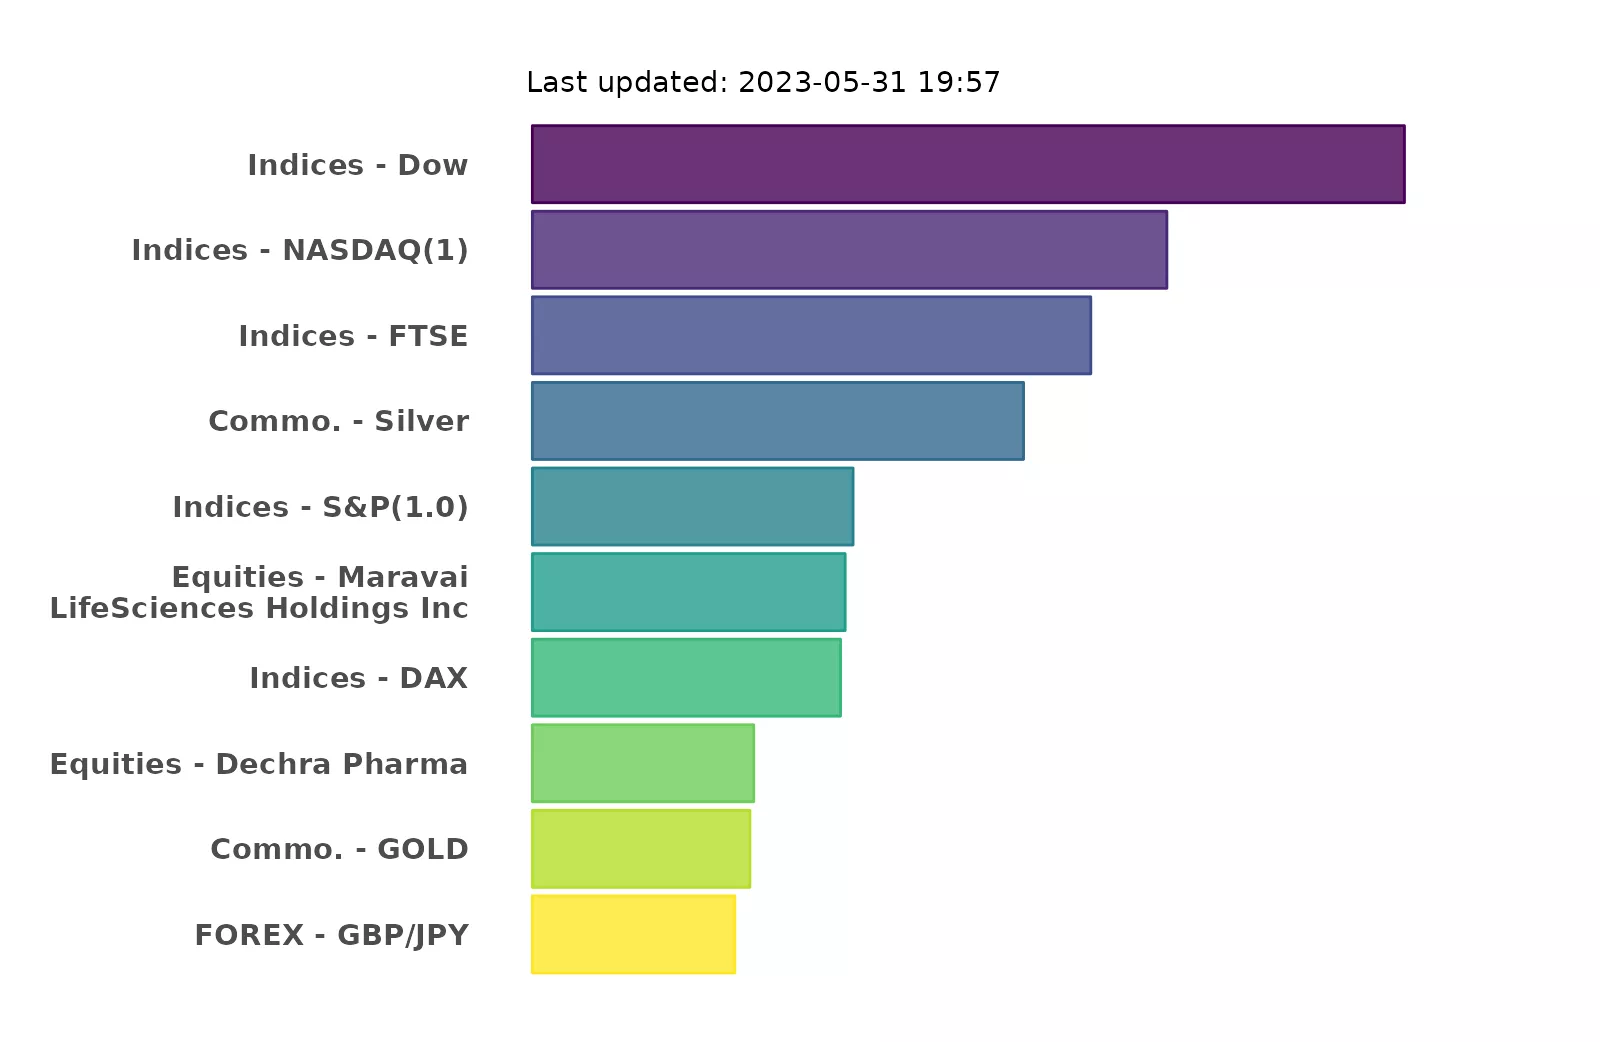 Last updated: 2023-05-31 19:57
Indices - Dow
Indices - NASDAQ(1)
Indices - FTSE
Commo. - Silver
Indices - S&P(1.0)
Equities - Maravai
LifeSciences Holdings Inc
Indices - DAX
Equities - Dechra Pharma
Commo. - GOLD
FOREX - GBP/JPY